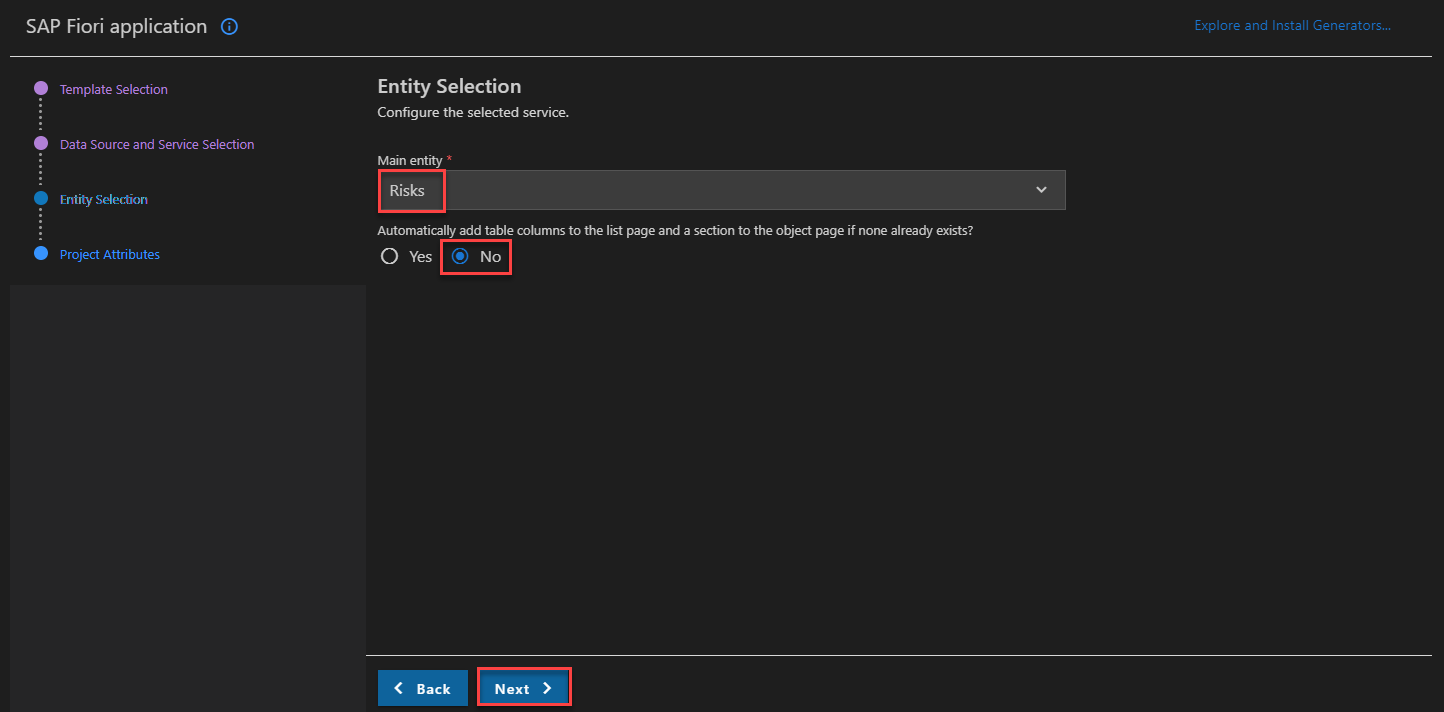 SAP Fiori application
Explore and Install Generators...
Template Selection
Data Source and Service Selection
Entity Selection
Project Attributes
Entity Selection
Configure the selected service.
Main entity *
Risks
Automatically add table columns to the list page and a section to the object page if none already exists?
Yes No
Back Next